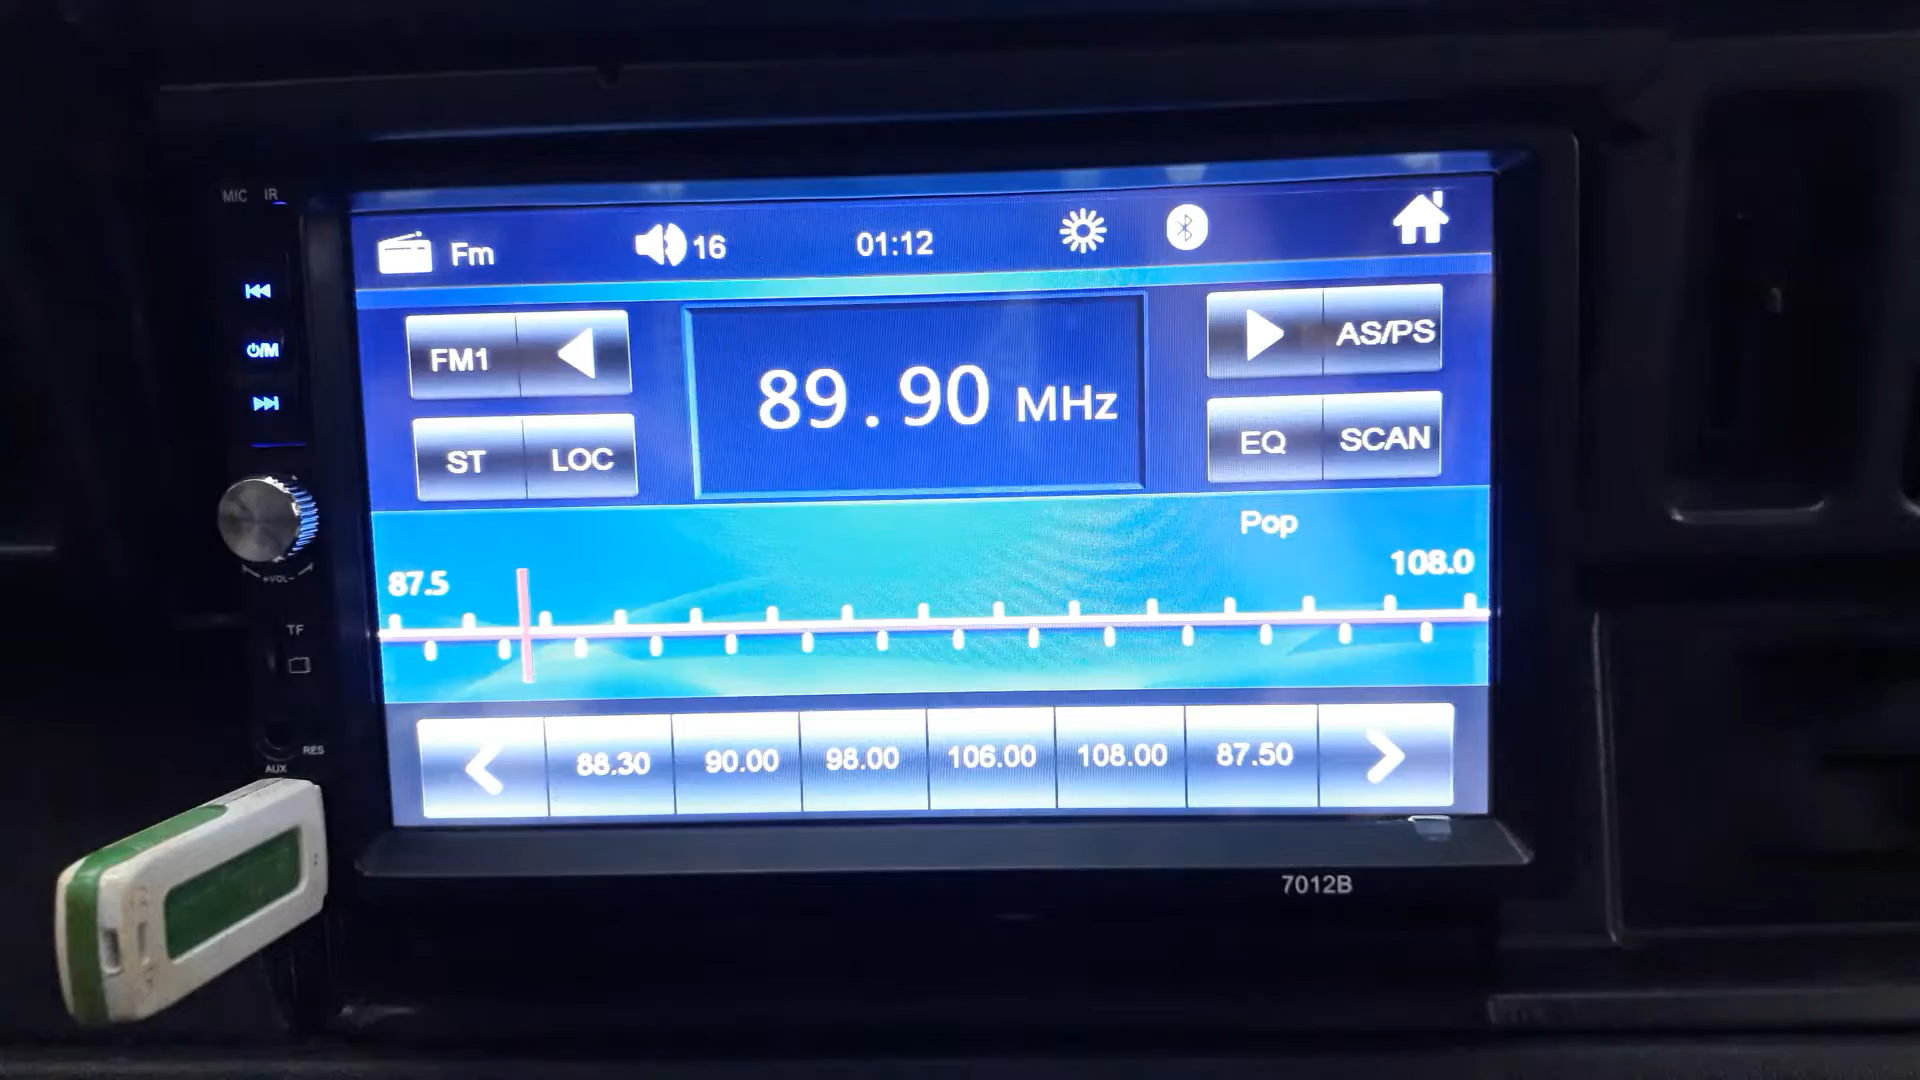 MIC IR
Fm 16 01:12
FM1 AS/PS
89.90 MHz
ST LOC EQ SCAN
⏻/M
Pop
87.5 108.0
+VOL-
TF
88.30 90.00 98.00 106.00 108.00 87.50
RES
AUX
7012B